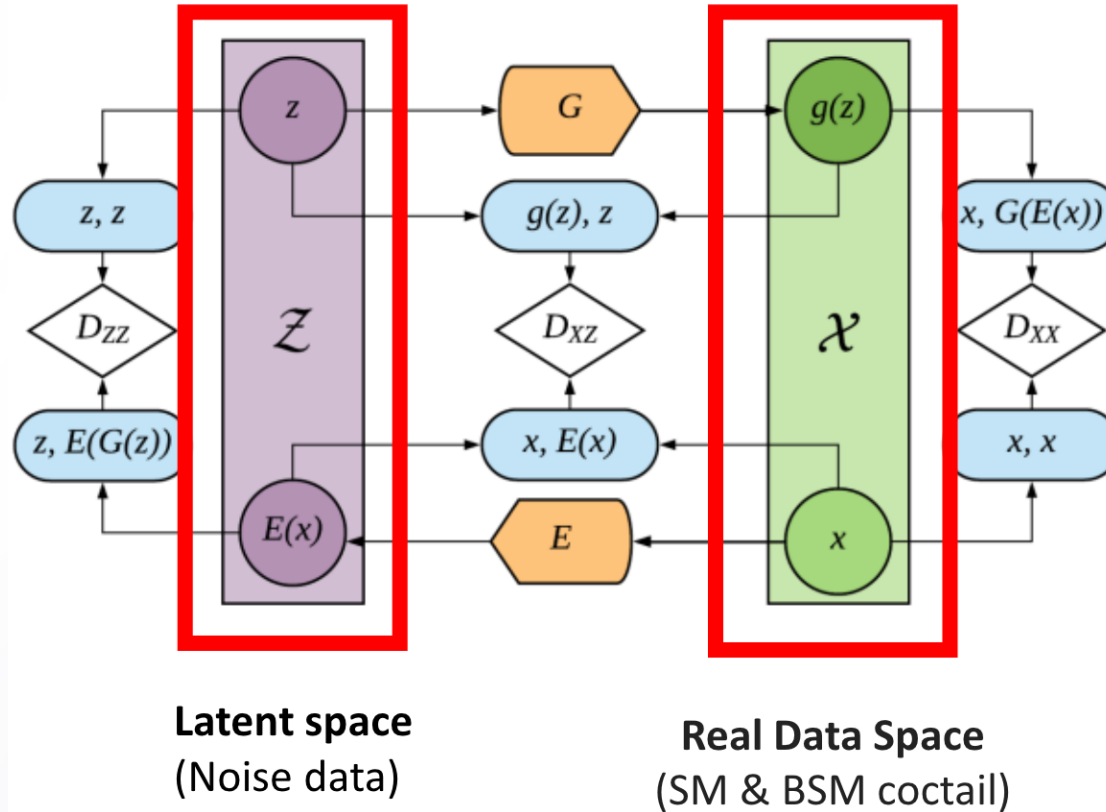 z
G
g(z)
z, z
g(z), z
x, G(E(x))
D_ZZ
𝒵
D_XZ
𝒳
D_XX
z, E(G(z))
x, E(x)
x, x
E(x)
E
x
Latent space
(Noise data)
Real Data Space
(SM & BSM coctail)